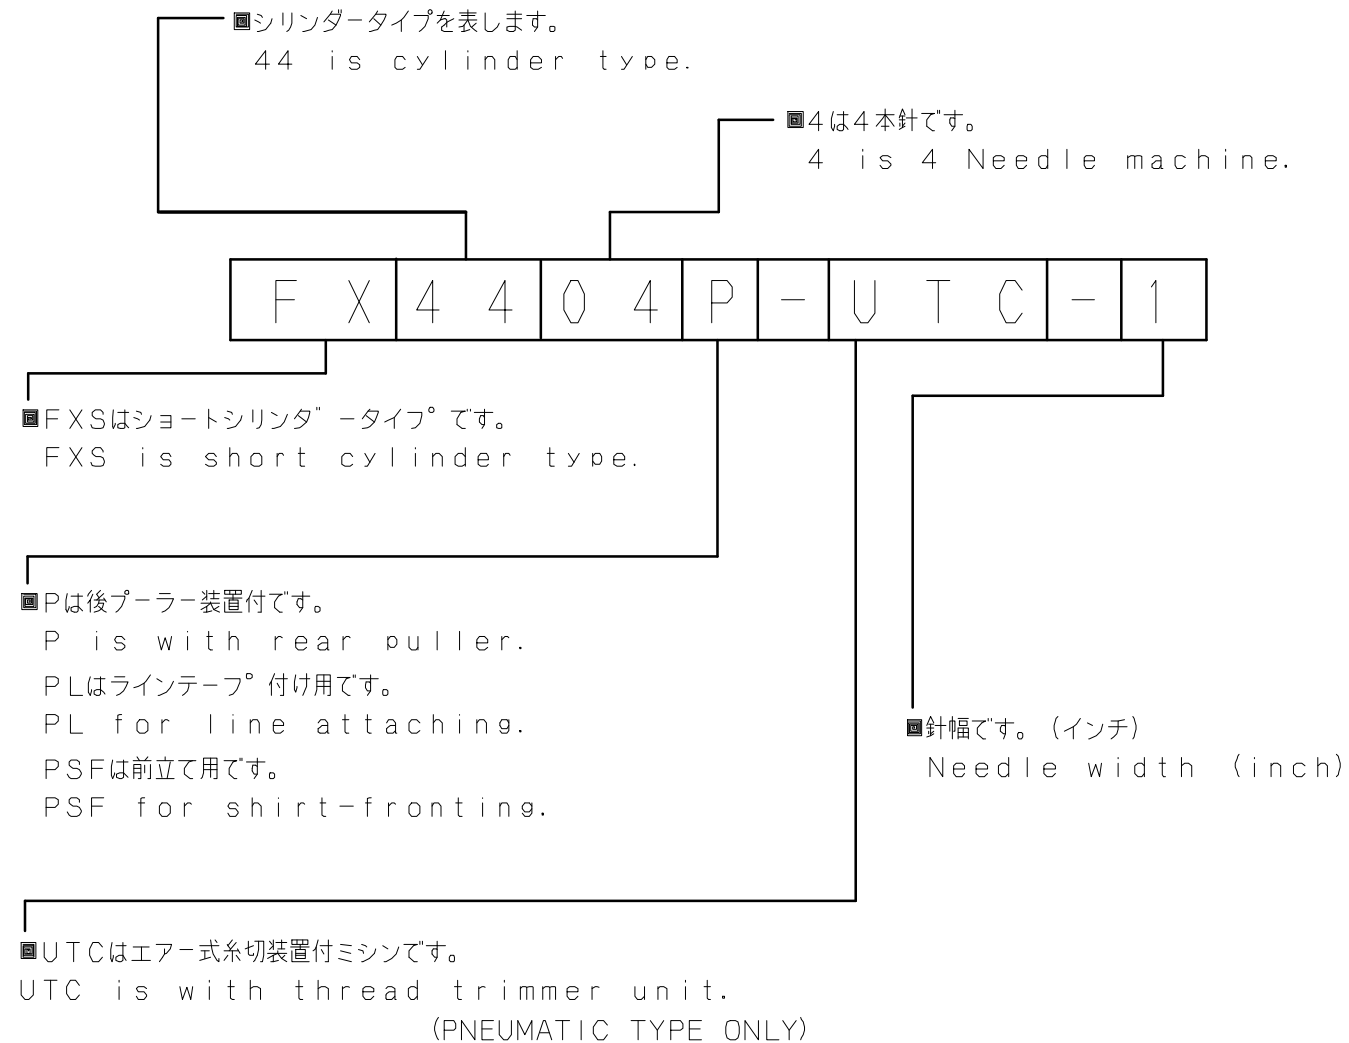 シリンダータイプを表します。
44 is cylinder type.
4は4本針です。
4 is 4 Needle machine.
FX4404P-UTC-1
FXSはショートシリンダータイプです。
FXS is short cylinder type.
Pは後プーラー装置付です。
P is with rear puller.
PLはラインテープ付け用です。
PL for line attaching.
PSFは前立て用です。
PSF for shirt-fronting.
針幅です。(インチ)
Needle width (inch)
UTCはエアー式糸切装置付ミシンです。
UTC is with thread trimmer unit.
(PNEUMATIC TYPE ONLY)